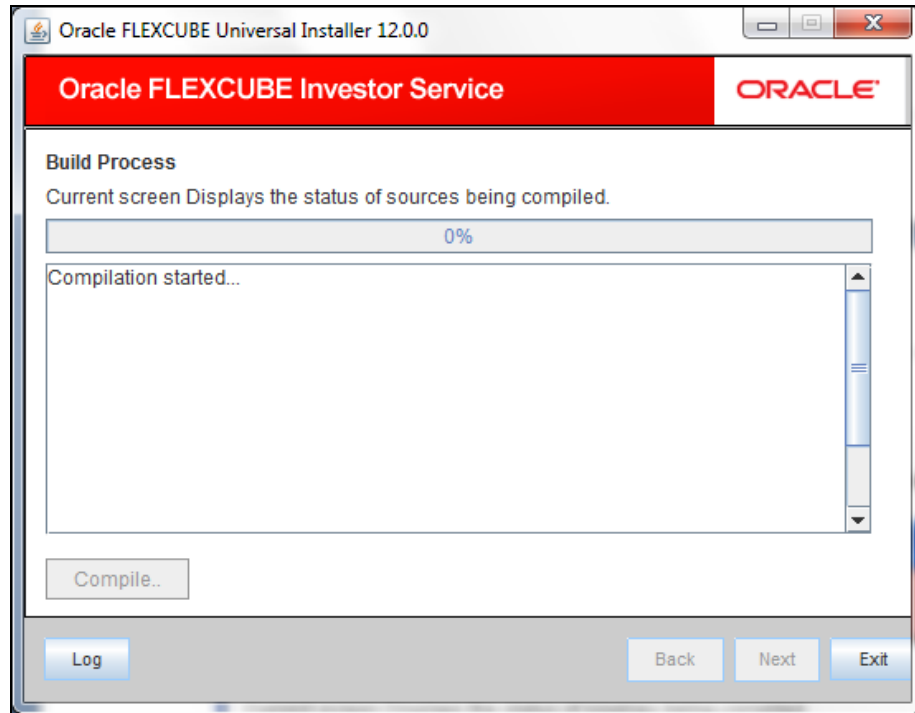 Oracle FLEXCUBE Universal Installer 12.0.0
Oracle FLEXCUBE Investor Service
ORACLE
Build Process
Current screen Displays the status of sources being compiled.
0%
Compilation started...
Compile..
Log
Back
Next
Exit